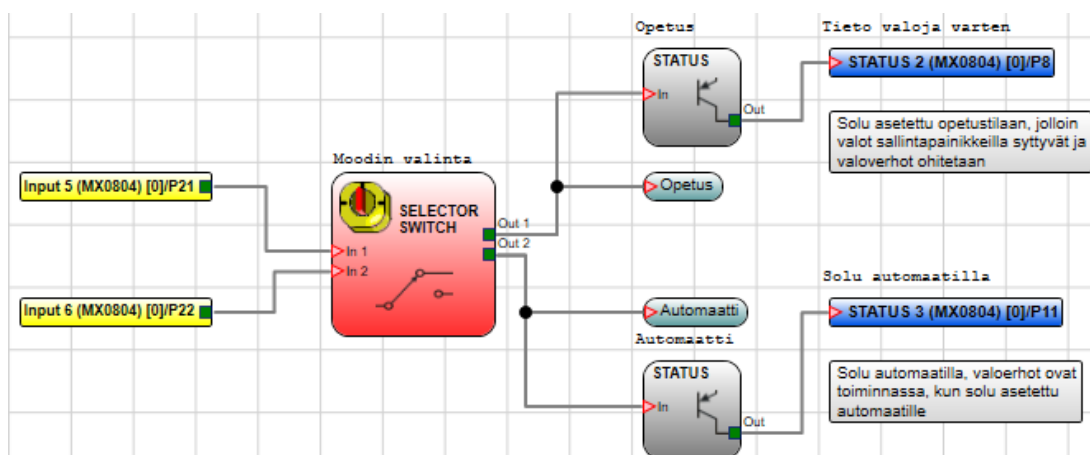 Opetus
Tieto valoja varten
STATUS
In
Out
STATUS 2 (MX0804) [0]/P8
Solu asetettu opetustilaan, jolloin
valot sallintapainikkeilla syttyvät ja
valoverhot ohitetaan
Moodin valinta
Input 5 (MX0804) [0]/P21
Opetus
SELECTOR
SWITCH
Out 1
Out 2
In 1
In 2
Input 6 (MX0804) [0]/P22
Solu automaatilla
Automaatti
STATUS 3 (MX0804) [0]/P11
Automaatti
STATUS
In
Out
Solu automaatilla, valoerhot ovat
toiminnassa, kun solu asetettu
automaatille